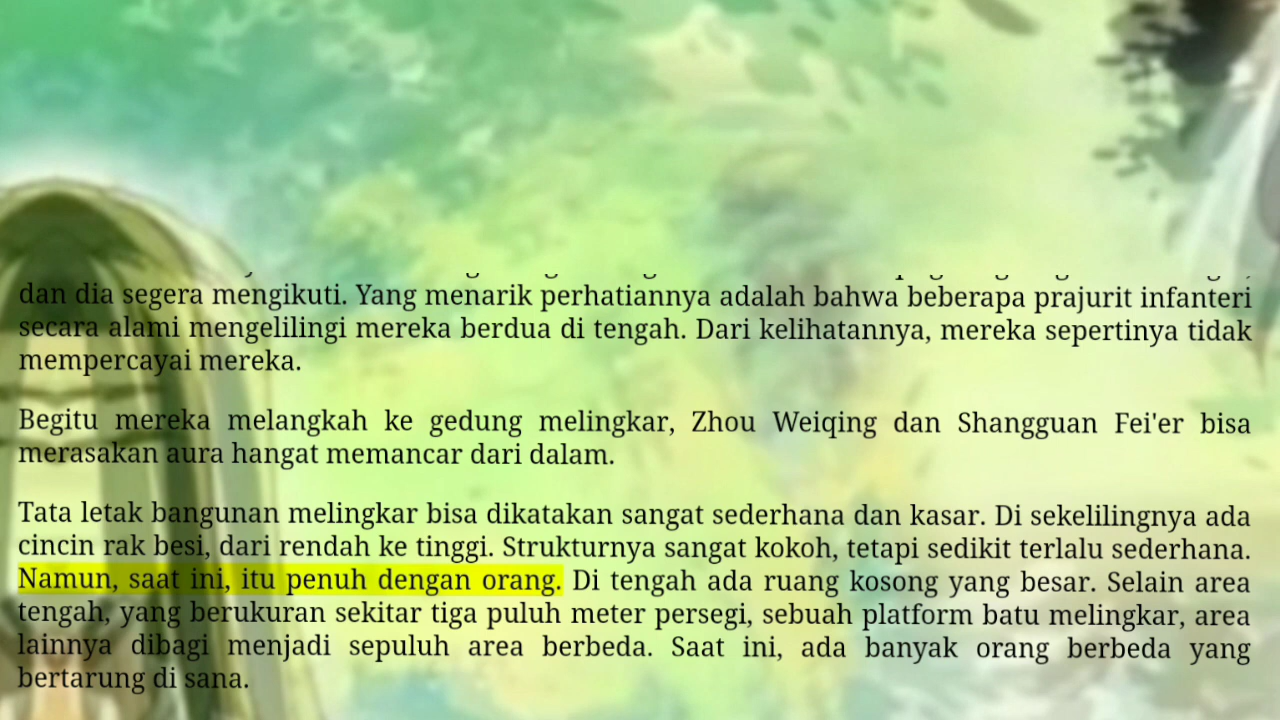 dan dia segera mengikuti. Yang menarik perhatiannya adalah bahwa beberapa prajurit infanteri
secara alami mengelilingi mereka berdua di tengah. Dari kelihatannya, mereka sepertinya tidak
mempercayai mereka.
Begitu mereka melangkah ke gedung melingkar, Zhou Weiqing dan Shangguan Fei'er bisa
merasakan aura hangat memancar dari dalam.
Tata letak bangunan melingkar bisa dikatakan sangat sederhana dan kasar. Di sekelilingnya ada
cincin rak besi, dari rendah ke tinggi. Strukturnya sangat kokoh, tetapi sedikit terlalu sederhana.
Namun, saat ini, itu penuh dengan orang. Di tengah ada ruang kosong yang besar. Selain area
tengah, yang berukuran sekitar tiga puluh meter persegi, sebuah platform batu melingkar, area
lainnya dibagi menjadi sepuluh area berbeda. Saat ini, ada banyak orang berbeda yang
bertarung di sana.